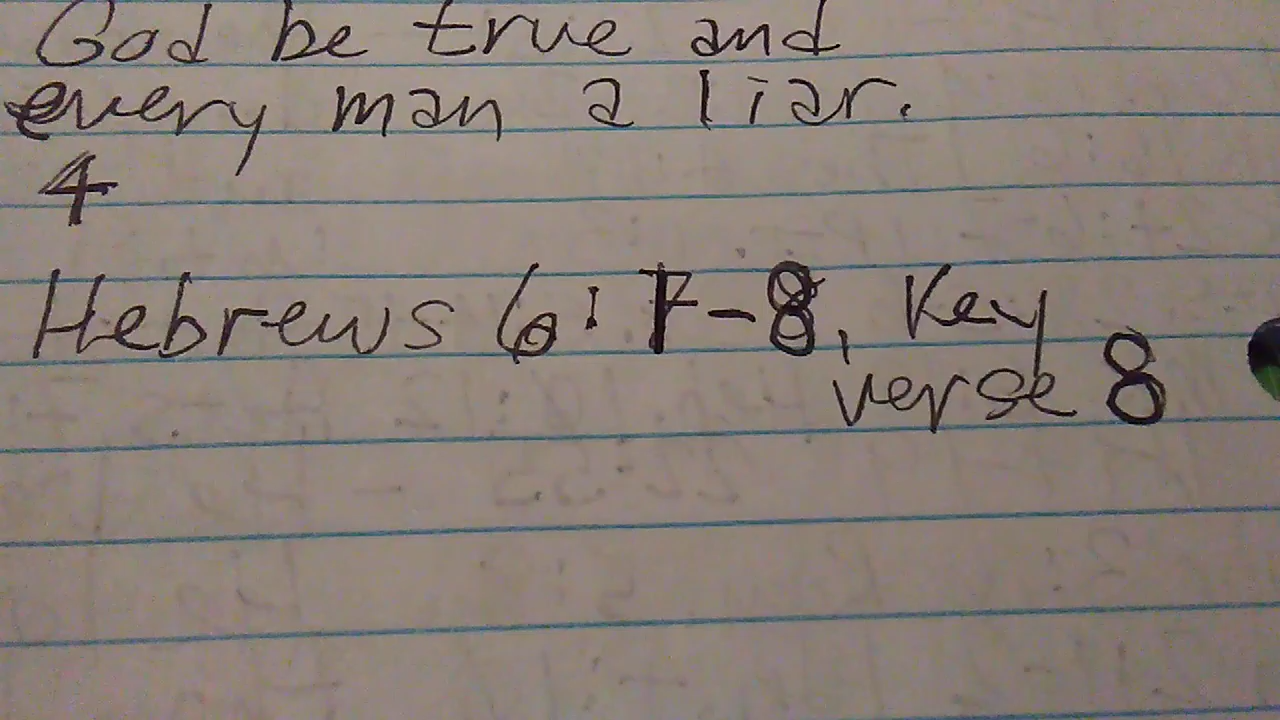 God be true and
every man a liar.
4
Hebrews 6:7-8, Key
verse 8